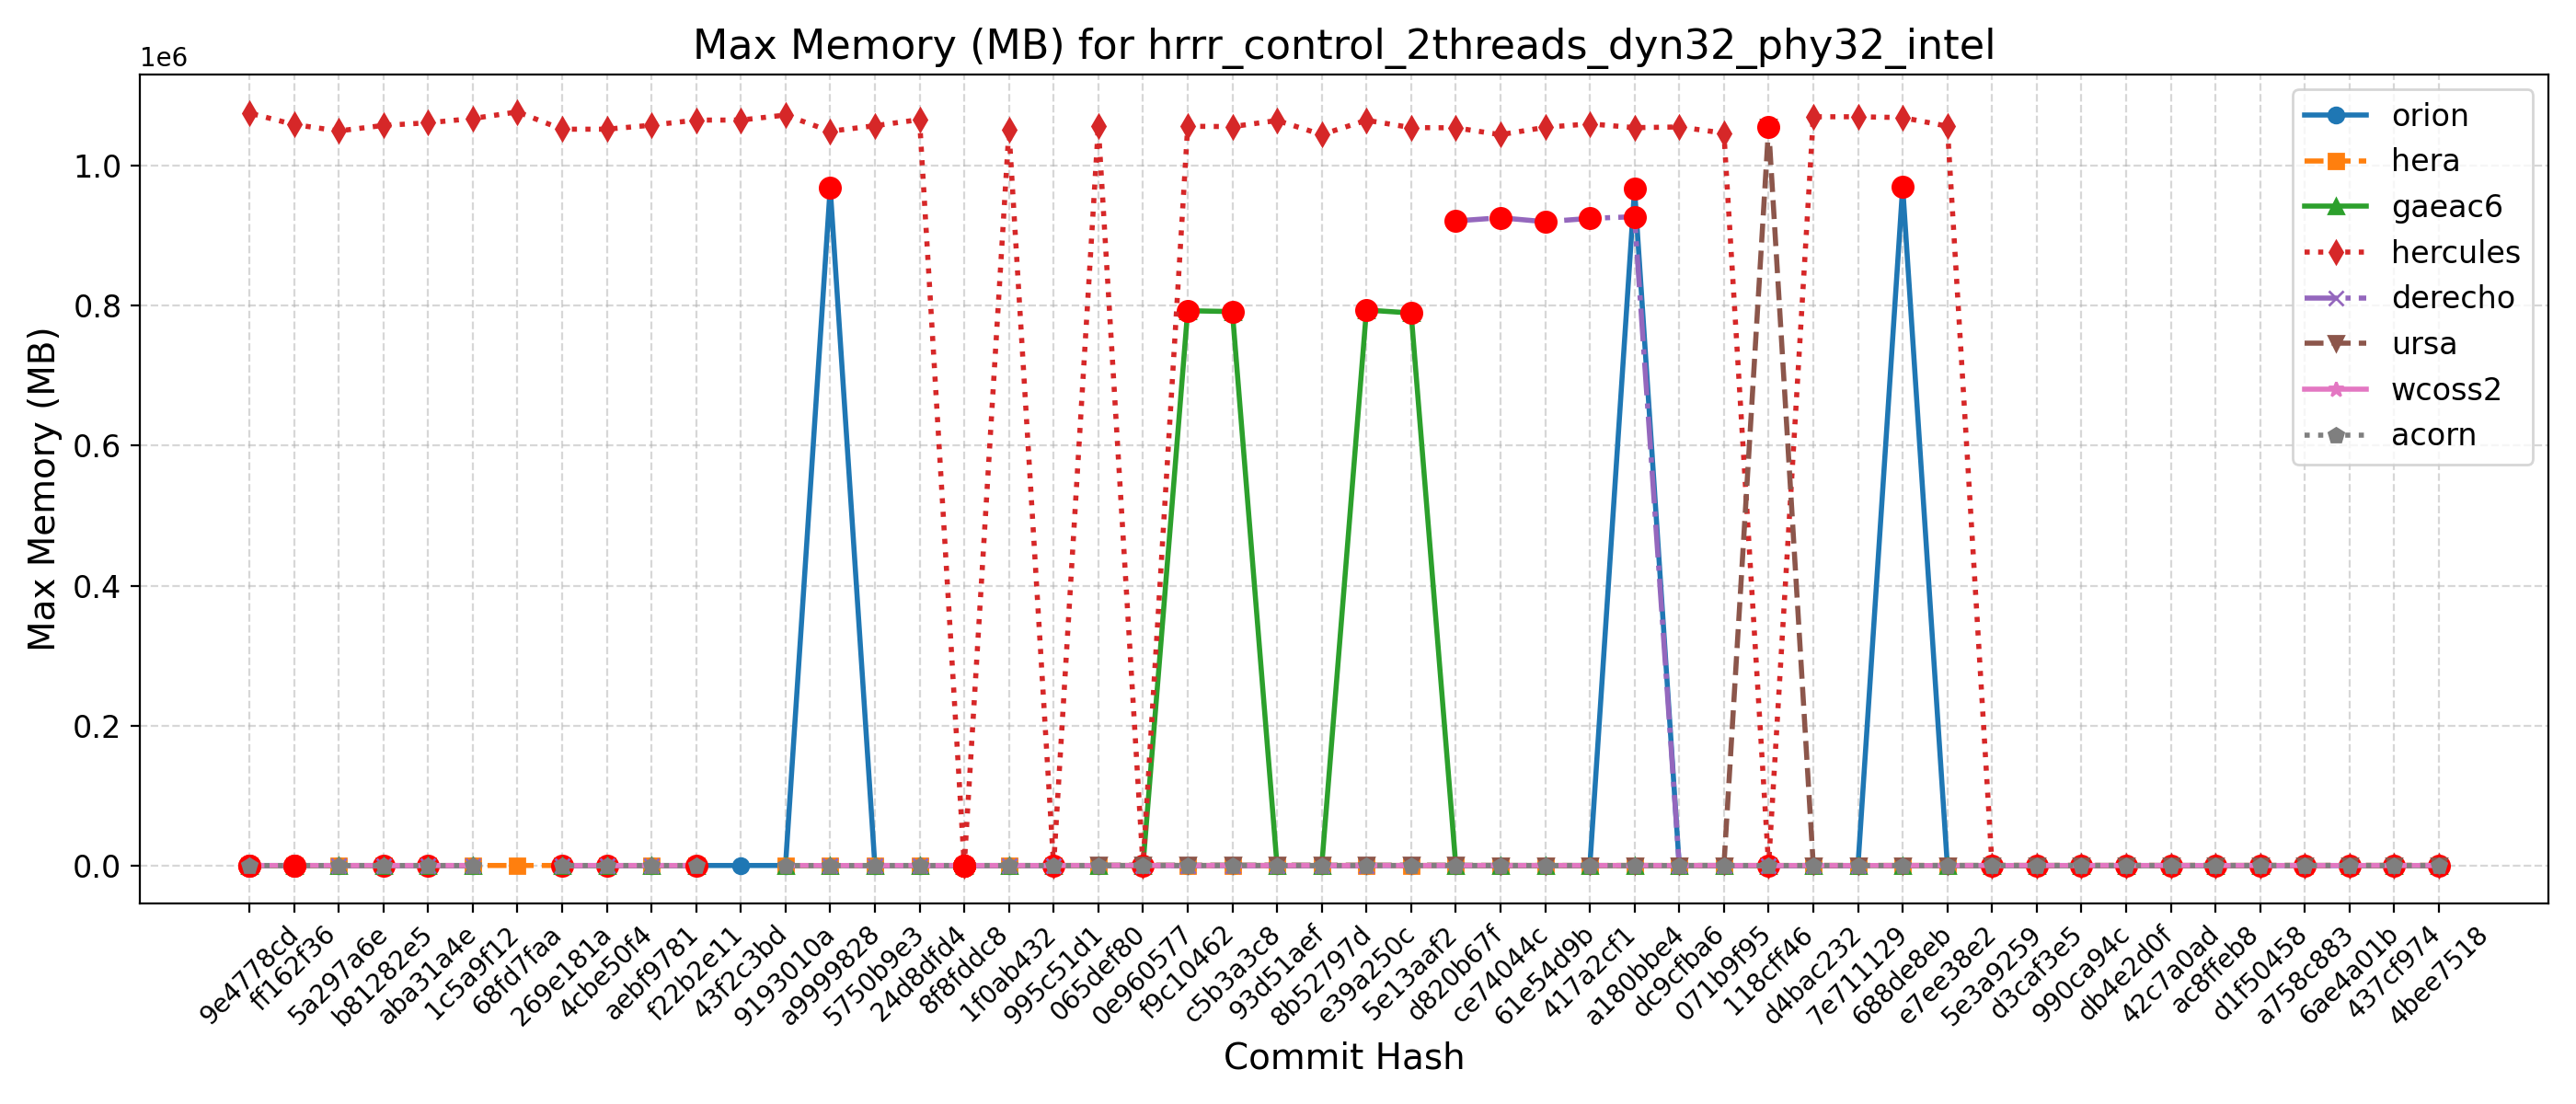 Max Memory (MB) for hrrr_control_2threads_dyn32_phy32_intel
1e6
1.0
0.8
0.6
0.4
0.2
0.0
Max Memory (MB)
orion
hera
gaeac6
hercules
derecho
ursa
wcoss2
acorn
9e4778cd
ff162f36
5a297a6e
b81282e5
aba31a4e
1c5a9f12
68fd7faa
269e181a
4cbe50f4
aebf9781
f22b2e11
43f2c3bd
9193010a
a9999828
5750b9e3
24d8dfd4
8f8fddc8
1f0ab432
995c51d1
065def80
0e960577
f9c10462
c5b3a3c8
93d51aef
8b52797d
e39a250c
5e13aaf2
d820b67f
ce74044c
61e54d9b
417a2cf1
a180bbe4
dc9cfba6
071b9f95
118cff46
d4bac232
7e711129
688de8eb
e7ee38e2
5e3a9259
d3caf3e5
990ca94c
db4e2d0f
42c7a0ad
ac8ffeb8
d1f50458
a758c883
6ae4a01b
437cf974
4bee7518
Commit Hash